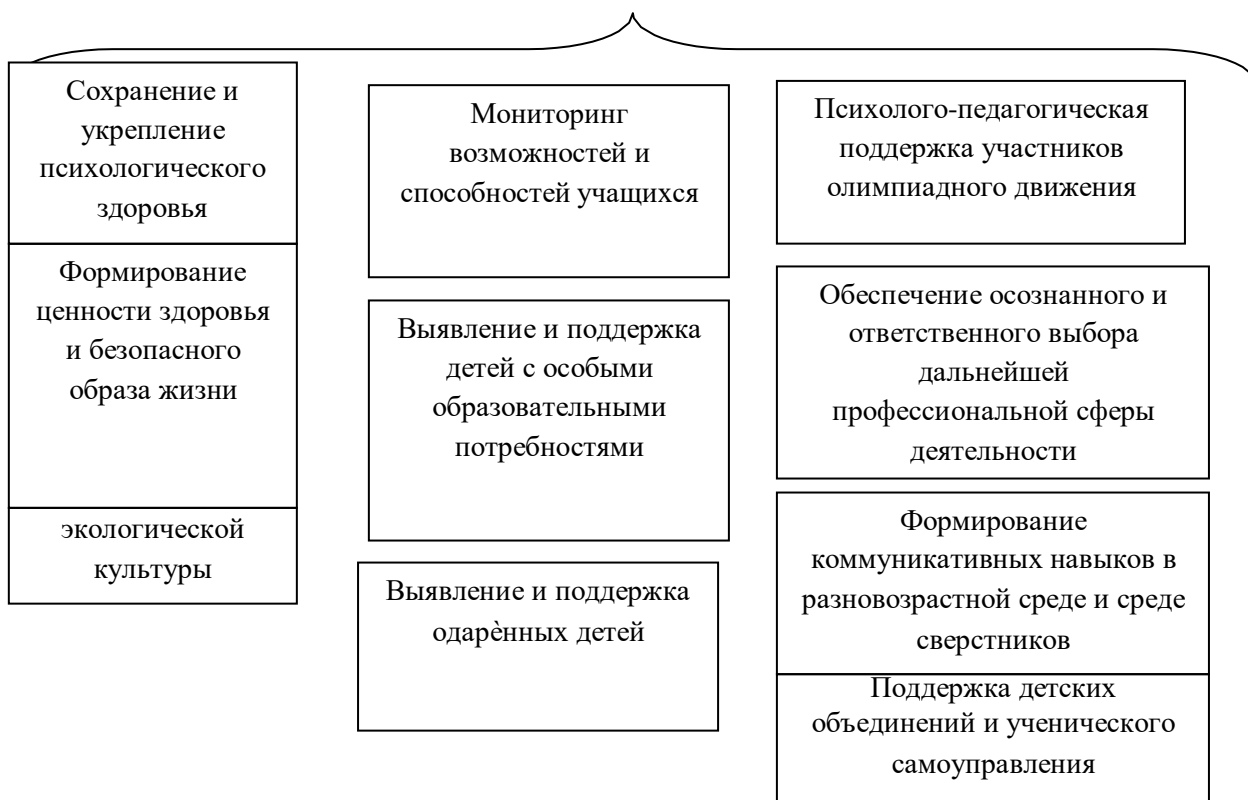 Сохранение и
укрепление
психологического
здоровья
Формирование
ценности здоровья
и безопасного
образа жизни
экологической
культуры
Мониторинг
возможностей и
способностей учащихся
Выявление и поддержка
детей с особыми
образовательными
потребностями
Выявление и поддержка
одарѐнных детей
Психолого-педагогическая
поддержка участников
олимпиадного движения
Обеспечение осознанного и
ответственного выбора
дальнейшей
профессиональной сферы
деятельности
Формирование
коммуникативных навыков в
разновозрастной среде и среде
сверстников
Поддержка детских
объединений и ученического
самоуправления